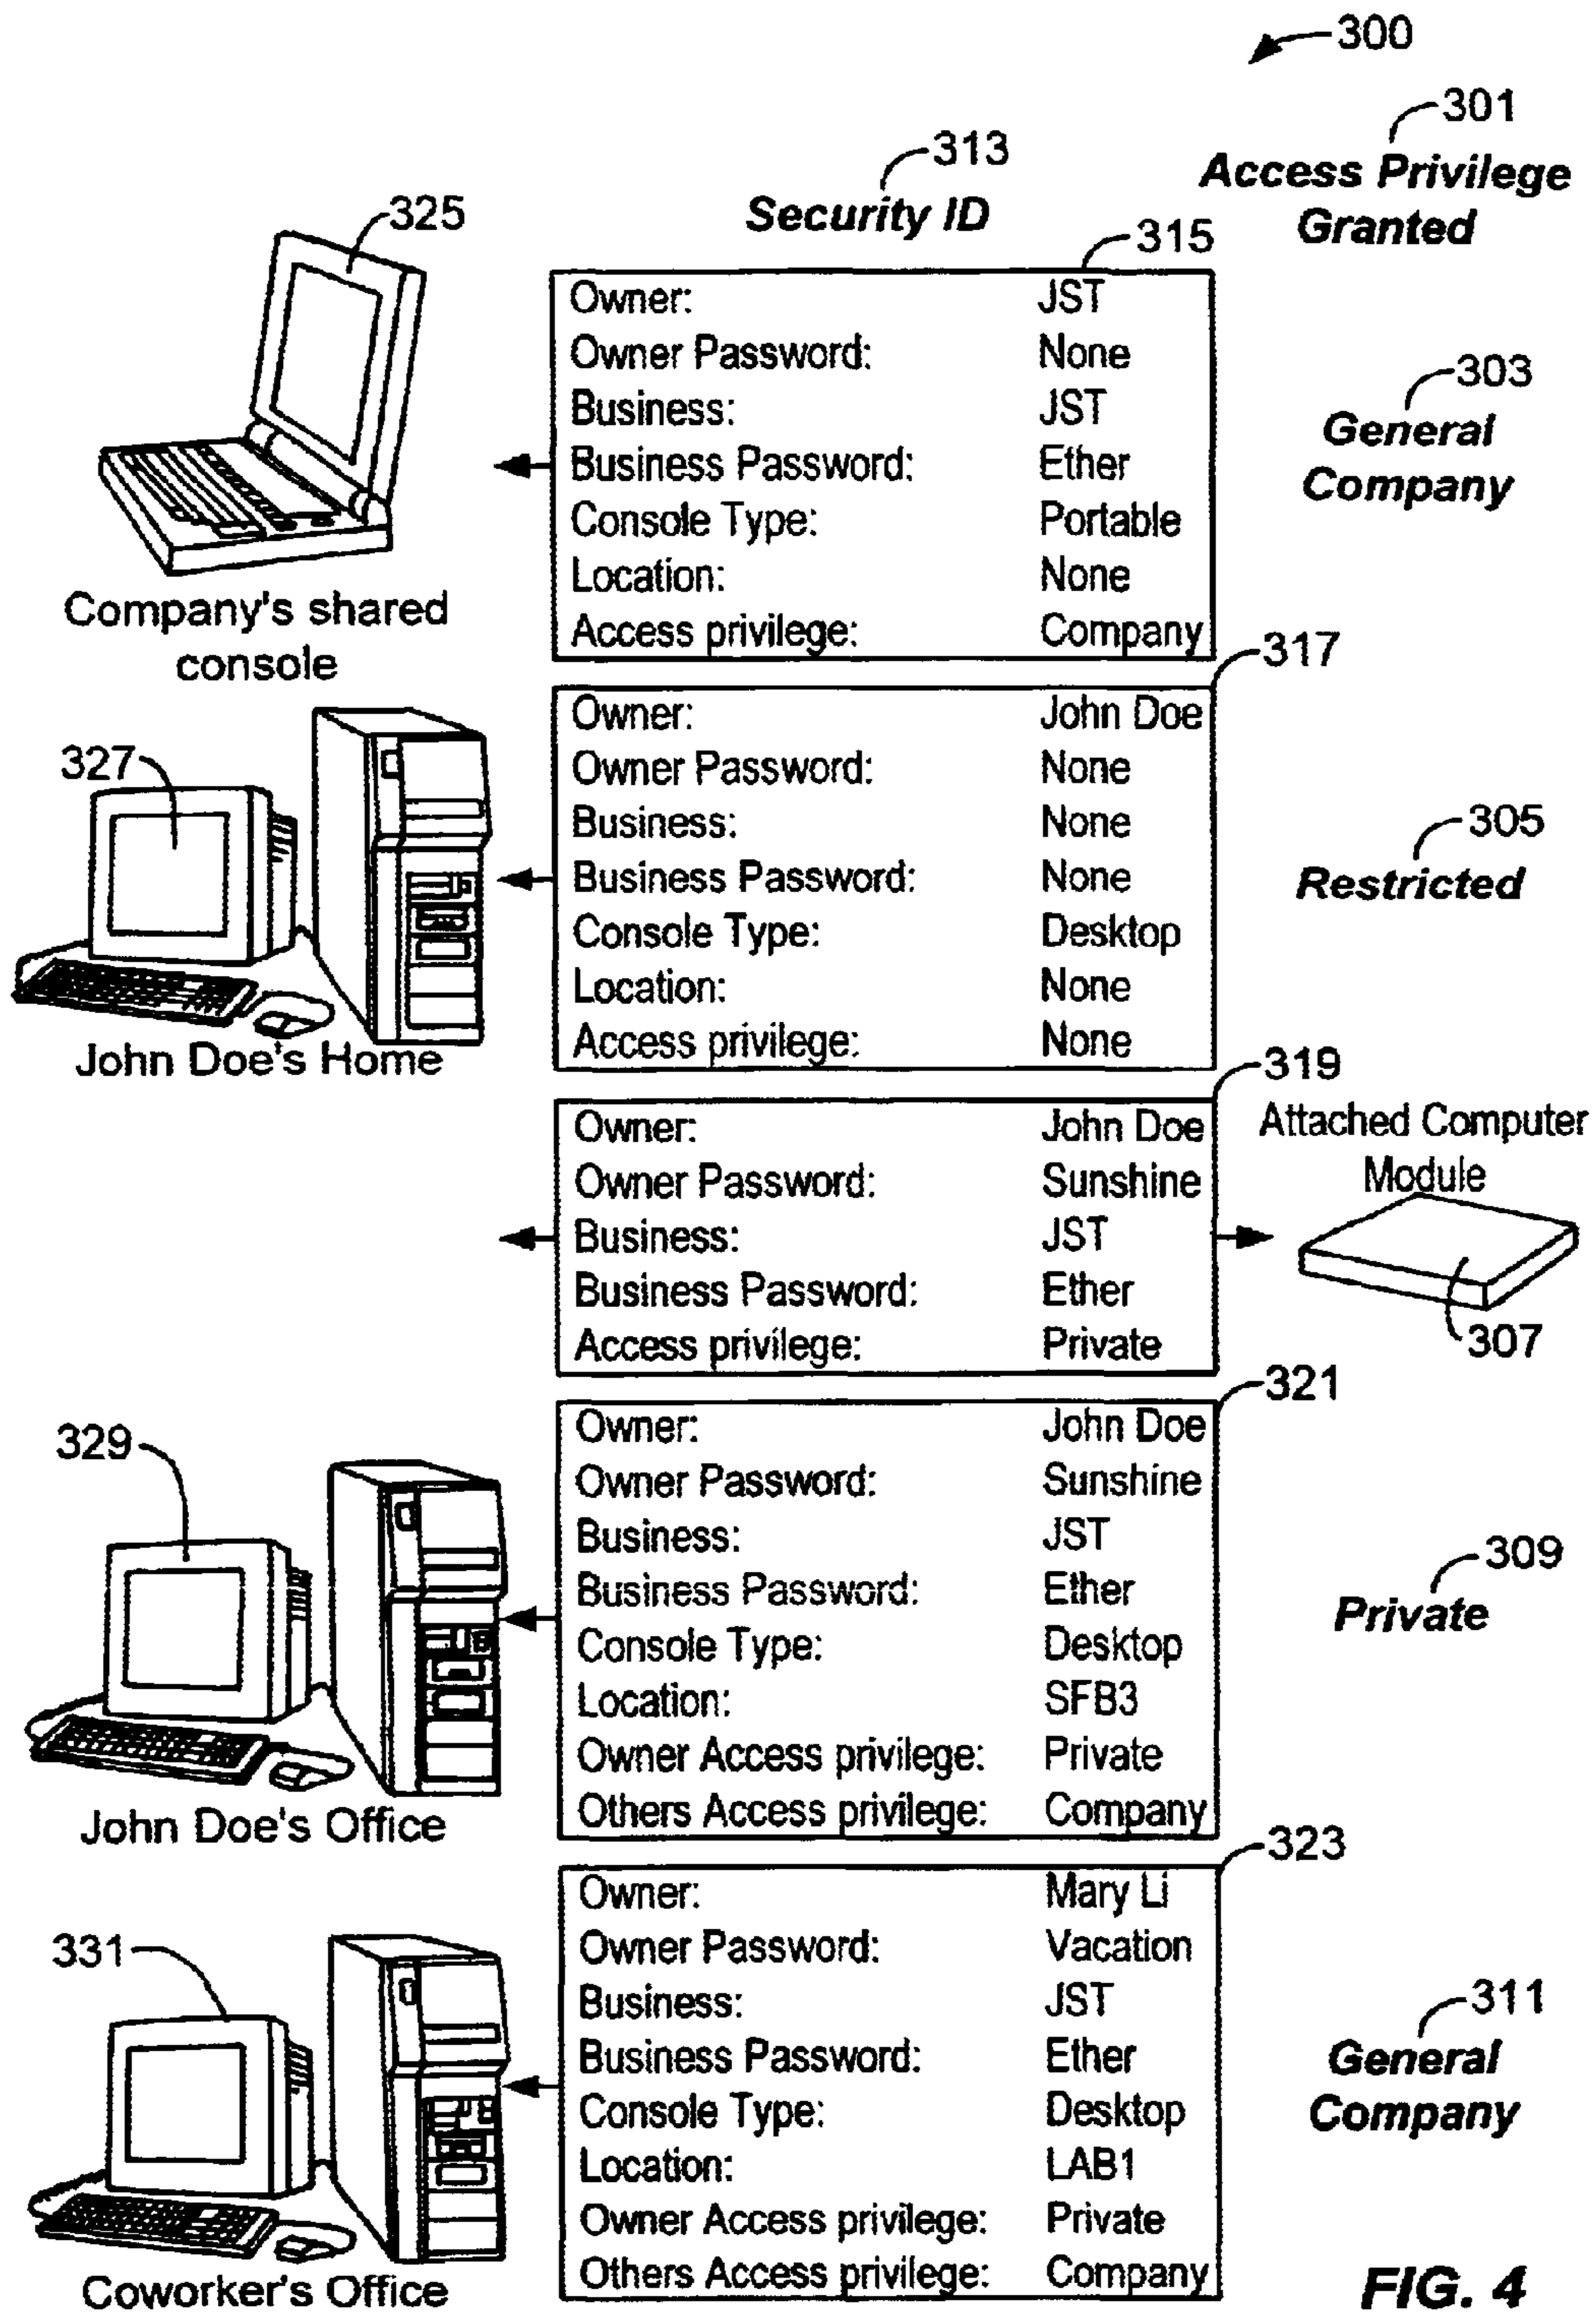 300
301
Access Privilege
Granted
313
Security ID
325
315
Owner: JST
Owner Password: None
Business: JST
Business Password: Ether
Console Type: Portable
Location: None
Access privilege: Company
303
General
Company
Company's shared
console
317
327
Owner: John Doe
Owner Password: None
Business: None
Business Password: None
Console Type: Desktop
Location: None
Access privilege: None
305
Restricted
John Doe's Home
319
Owner: John Doe
Owner Password: Sunshine
Business: JST
Business Password: Ether
Access privilege: Private
Attached Computer
Module
307
321
329
Owner: John Doe
Owner Password: Sunshine
Business: JST
Business Password: Ether
Console Type: Desktop
Location: SFB3
Owner Access privilege: Private
Others Access privilege: Company
309
Private
John Doe's Office
323
331
Owner: Mary Li
Owner Password: Vacation
Business: JST
Business Password: Ether
Console Type: Desktop
Location: LAB1
Owner Access privilege: Private
Others Access privilege: Company
311
General
Company
Coworker's Office
FIG. 4